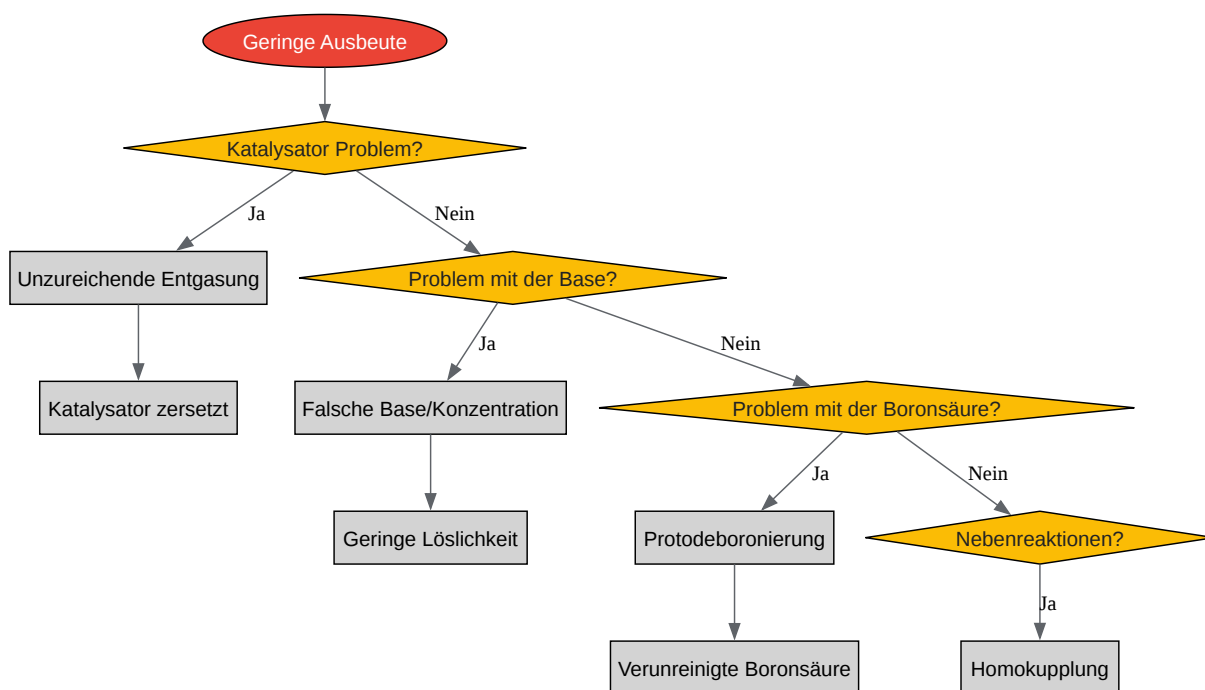 Geringe Ausbeute
Katalysator Problem?
Ja
Nein
Unzureichende Entgasung
Problem mit der Base?
Ja
Nein
Katalysator zersetzt
Falsche Base/Konzentration
Problem mit der Boronsäure?
Ja
Nein
Geringe Löslichkeit
Protodeboronierung
Nebenreaktionen?
Ja
Verunreinigte Boronsäure
Homokupplung